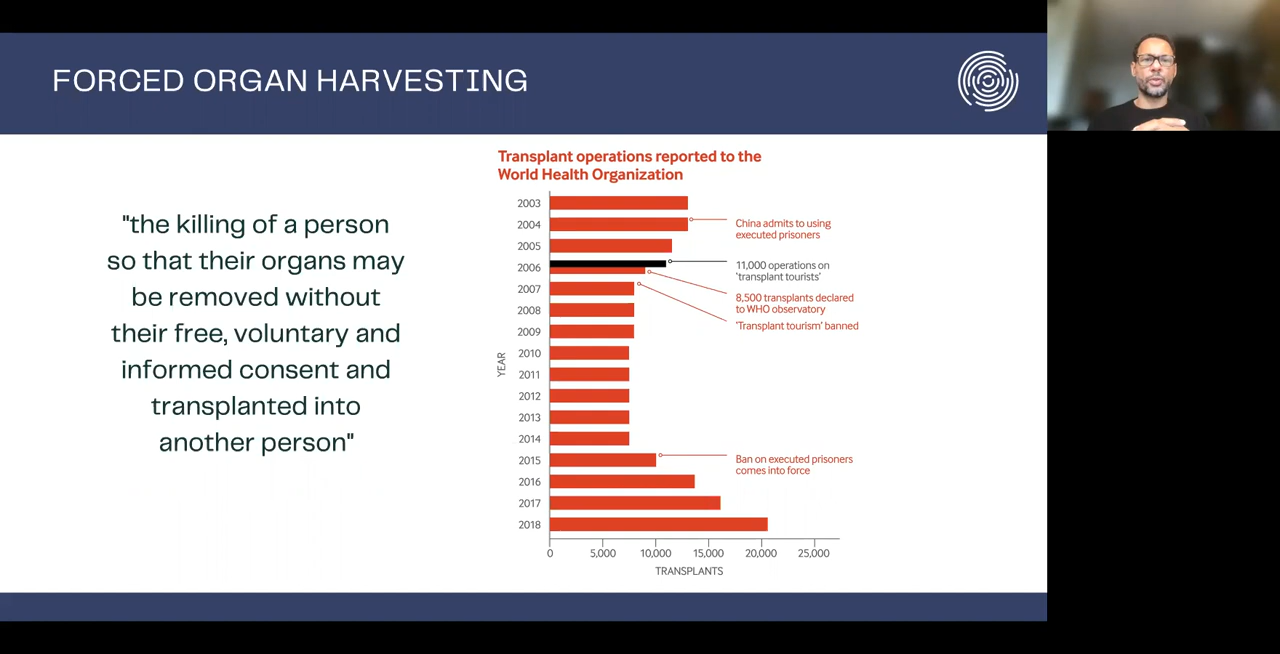 FORCED ORGAN HARVESTING
"the killing of a person
so that their organs may
be removed without
their free, voluntary and
informed consent and
transplanted into
another person"
Transplant operations reported to the
World Health Organization
YEAR
2003
2004
2005
2006
2007
2008
2009
2010
2011
2012
2013
2014
2015
2016
2017
2018
China admits to using
executed prisoners
11,000 operations on
'transplant tourists'
8,500 transplants declared
to WHO observatory
'Transplant tourism' banned
Ban on executed prisoners
comes into force
0 5,000 10,000 15,000 20,000 25,000
TRANSPLANTS